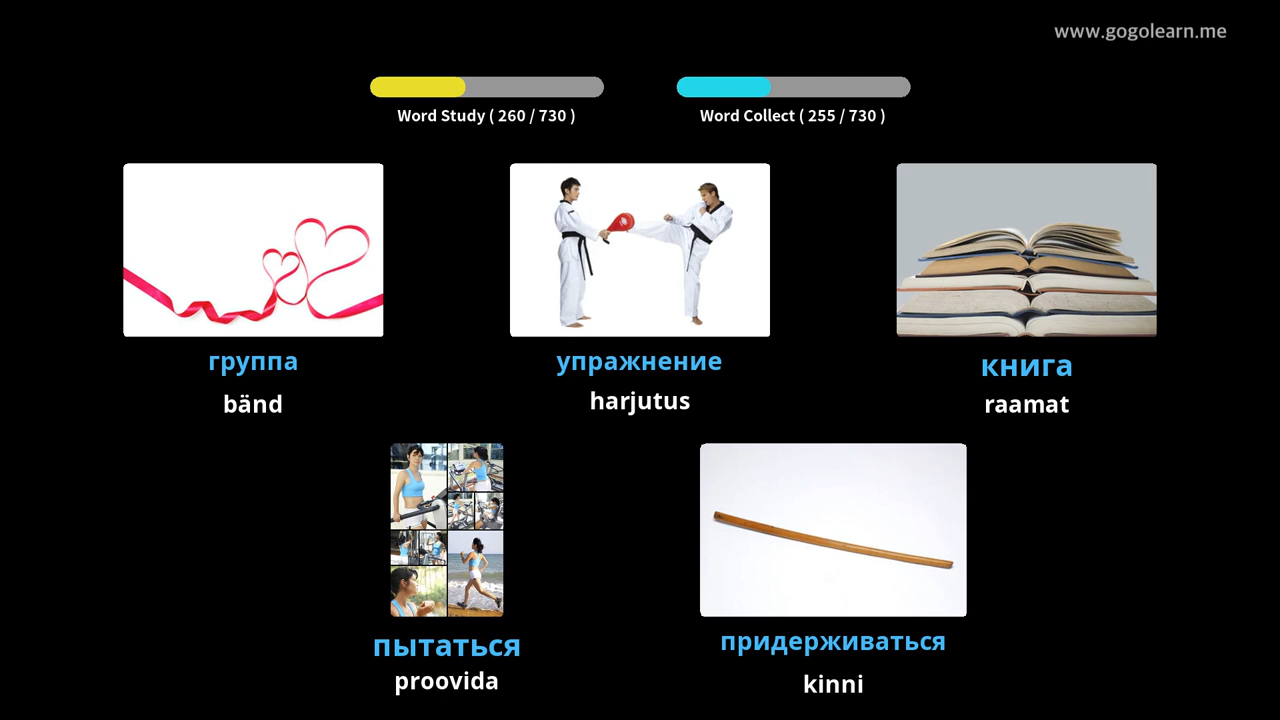 www.gogolearn.me
Word Study ( 260 / 730 )
Word Collect ( 255 / 730 )
группа
bänd
упражнение
harjutus
книга
raamat
пытаться
proovida
придерживаться
kinni